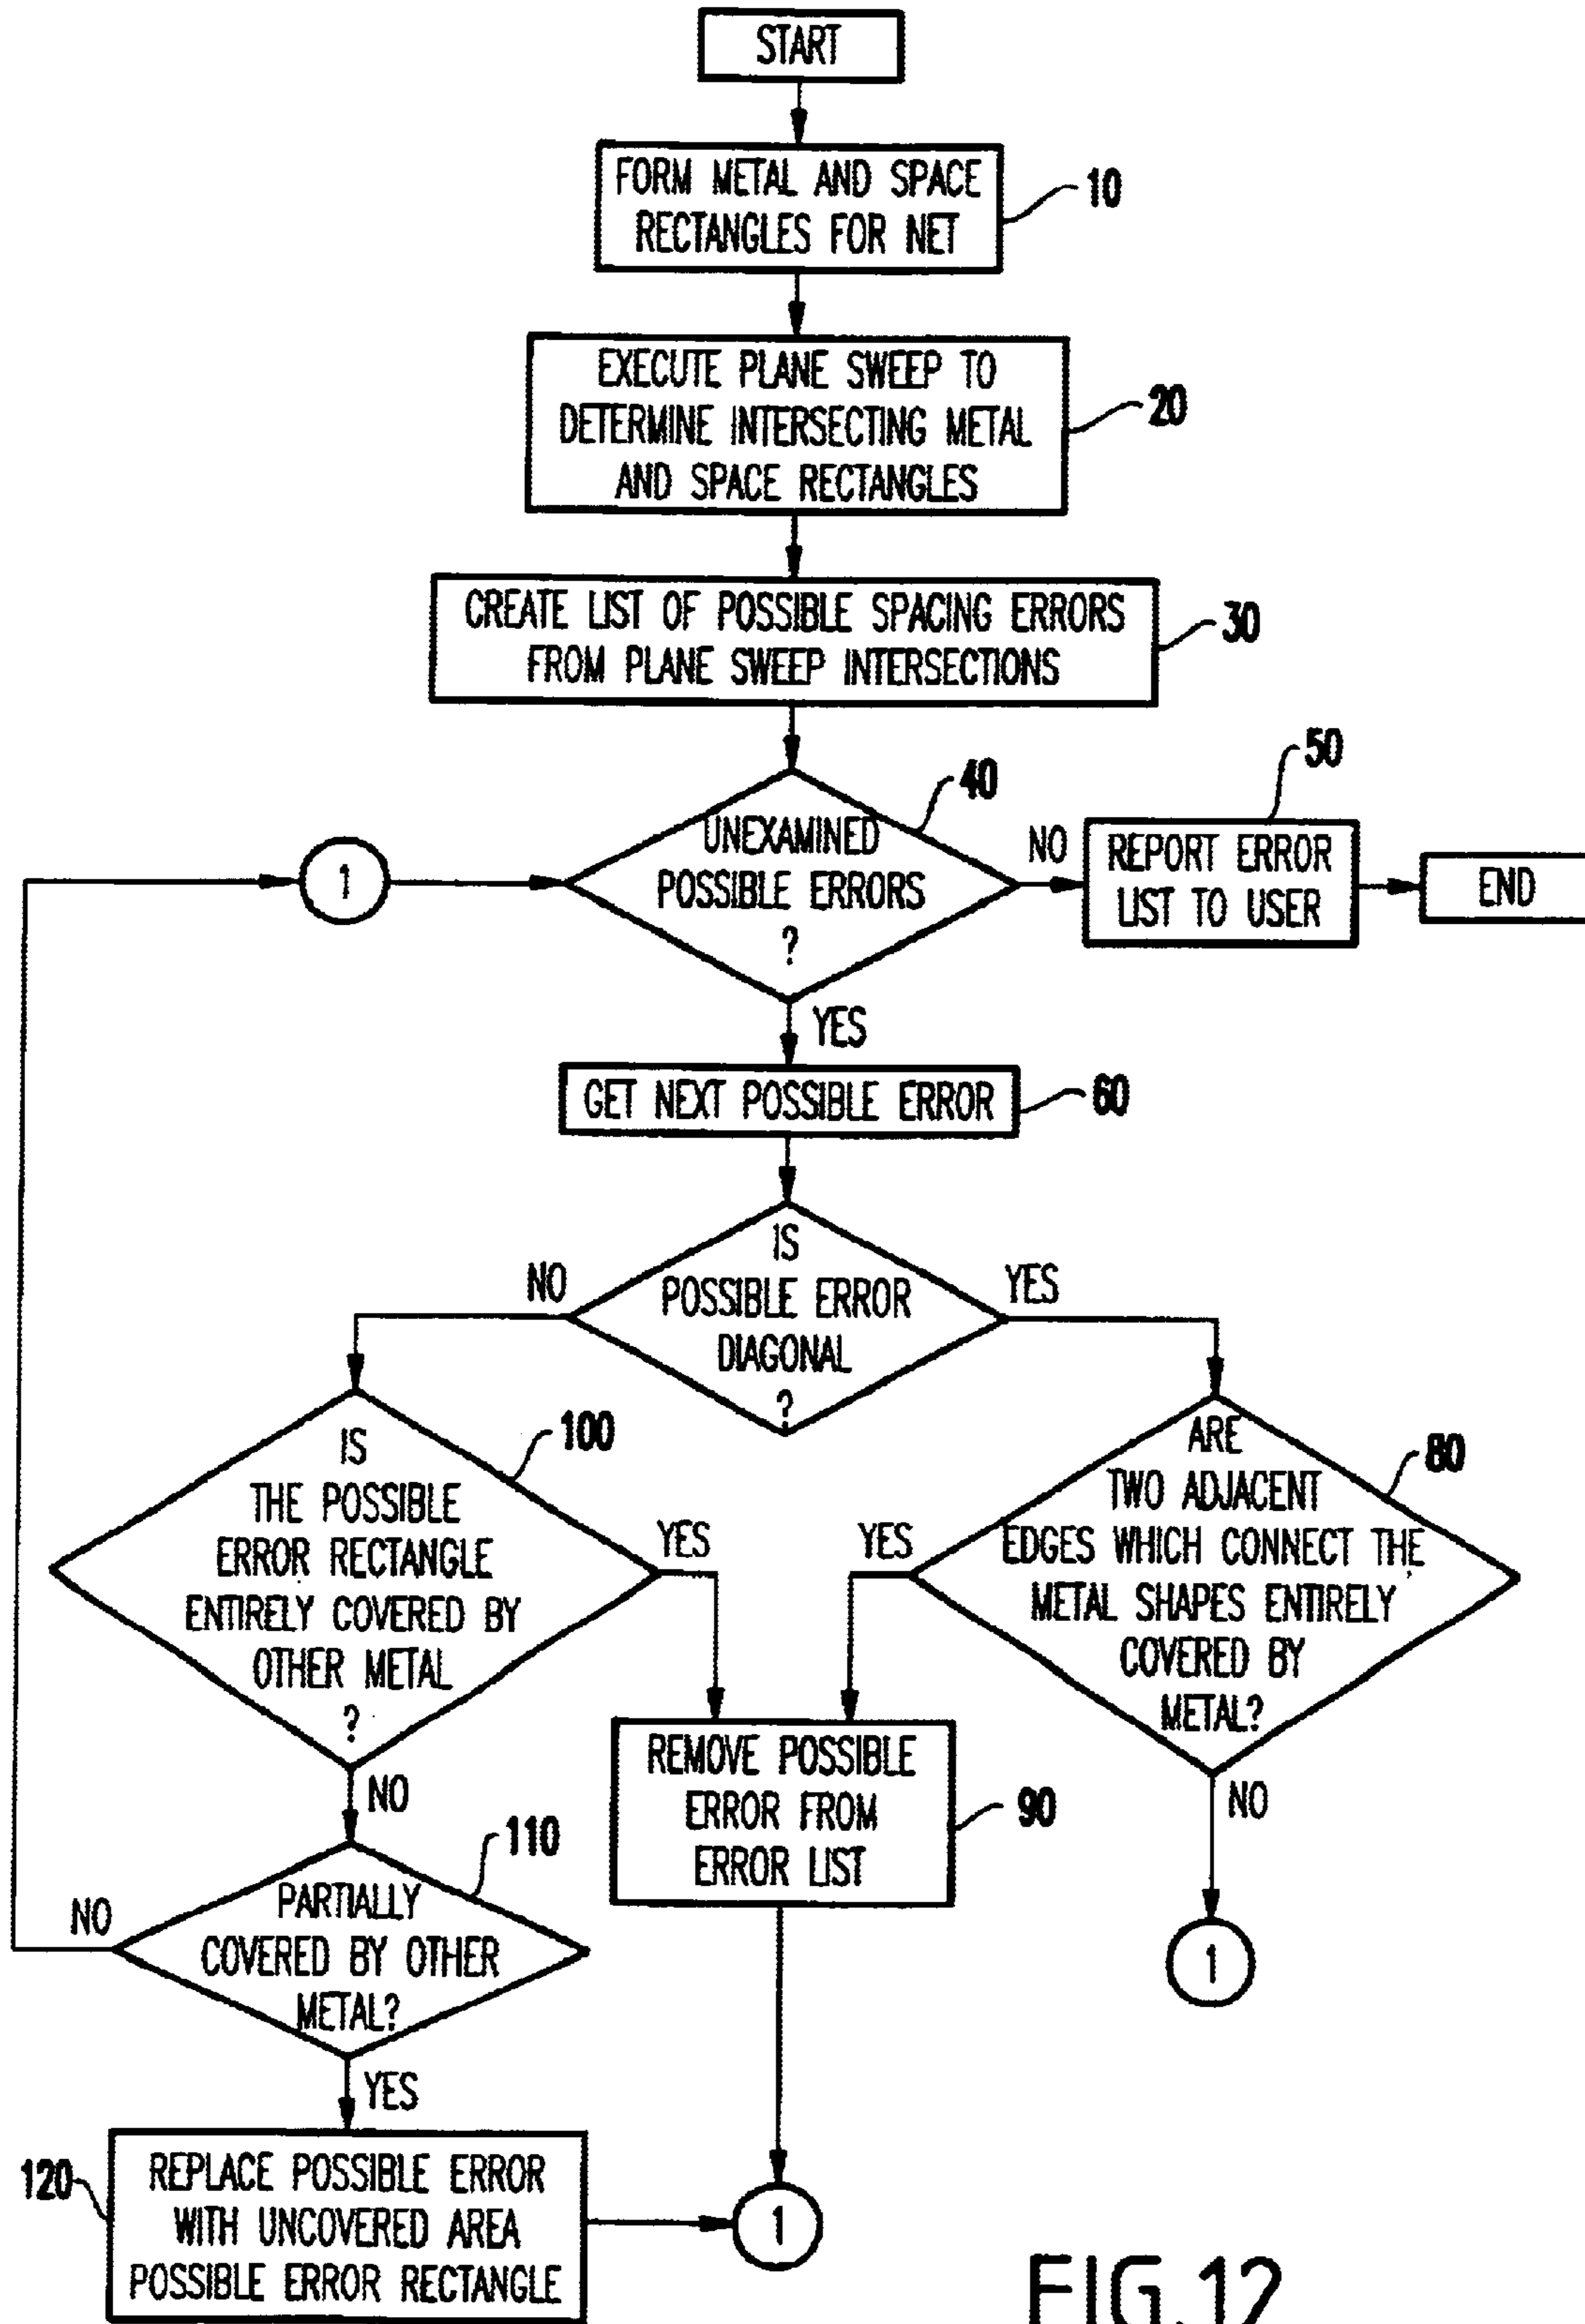 START
FORM METAL AND SPACE
RECTANGLES FOR NET
10
EXECUTE PLANE SWEEP TO
DETERMINE INTERSECTING METAL
AND SPACE RECTANGLES
20
CREATE LIST OF POSSIBLE SPACING ERRORS
FROM PLANE SWEEP INTERSECTIONS
30
1
UNEXAMINED
POSSIBLE ERRORS
?
40
NO
REPORT ERROR
LIST TO USER
50
END
YES
GET NEXT POSSIBLE ERROR
60
IS
POSSIBLE ERROR
DIAGONAL
?
NO
YES
IS
THE POSSIBLE
ERROR RECTANGLE
ENTIRELY COVERED BY
OTHER METAL
?
100
YES
NO
ARE
TWO ADJACENT
EDGES WHICH CONNECT THE
METAL SHAPES ENTIRELY
COVERED BY
METAL?
80
YES
NO
REMOVE POSSIBLE
ERROR FROM
ERROR LIST
90
1
PARTIALLY
COVERED BY OTHER
METAL?
110
NO
YES
REPLACE POSSIBLE ERROR
WITH UNCOVERED AREA
POSSIBLE ERROR RECTANGLE
120
1
FIG.12